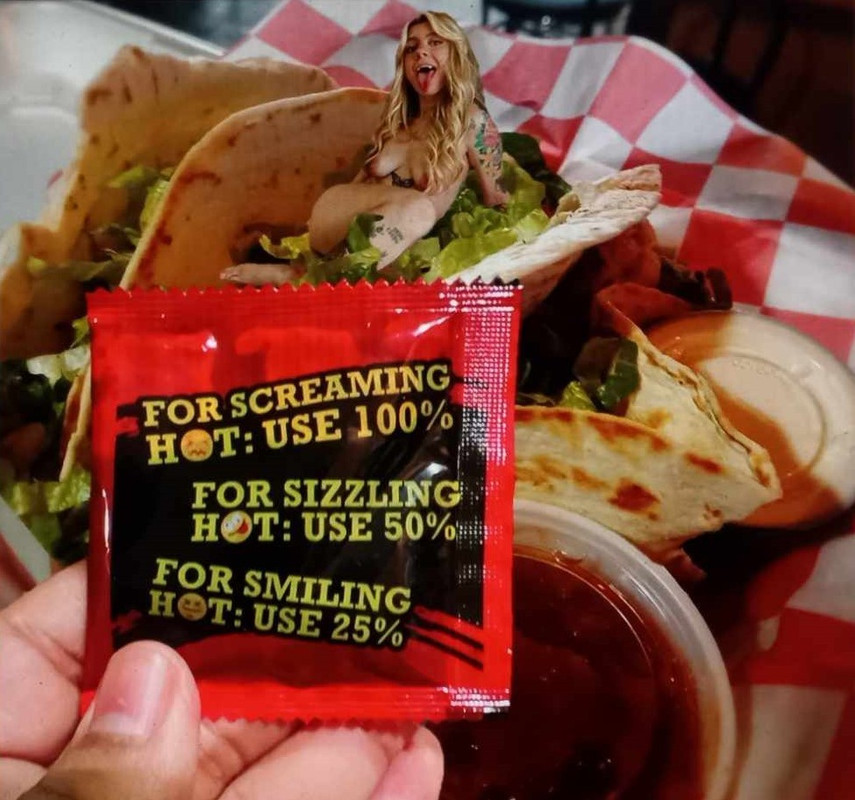 FOR SCREAMING
HOT: USE 100%
FOR SIZZLING
HOT: USE 50%
FOR SMILING
HOT: USE 25%